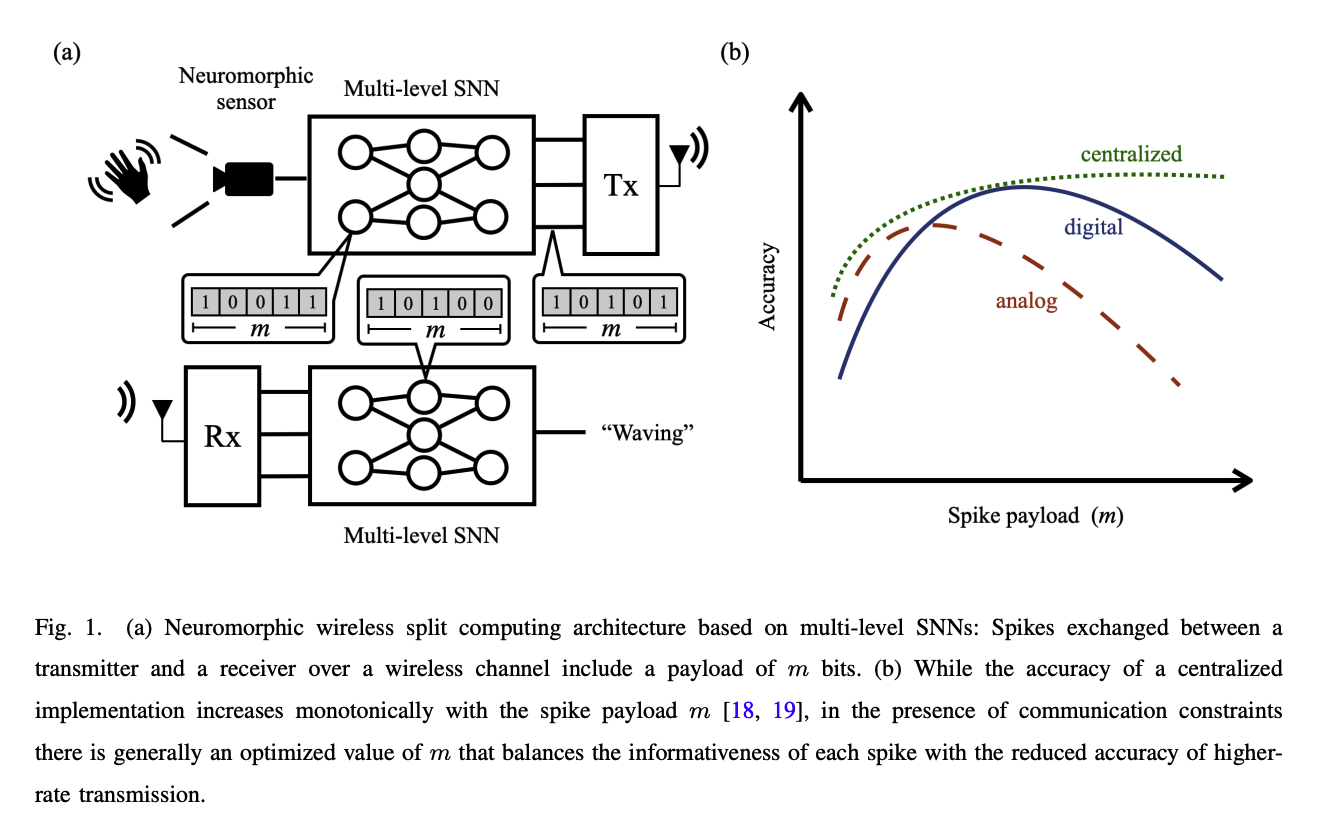 (a)
Neuromorphic
sensor
Multi-level SNN
Tx
1 0 0 1 1
m
1 0 1 0 0
m
1 0 1 0 1
m
Rx
“Waving”
Multi-level SNN
(b)
centralized
digital
analog
Accuracy
Spike payload (m)
Fig. 1. (a) Neuromorphic wireless split computing architecture based on multi-level SNNs: Spikes exchanged between a
transmitter and a receiver over a wireless channel include a payload of m bits. (b) While the accuracy of a centralized
implementation increases monotonically with the spike payload m [18, 19], in the presence of communication constraints
there is generally an optimized value of m that balances the informativeness of each spike with the reduced accuracy of higher-
rate transmission.